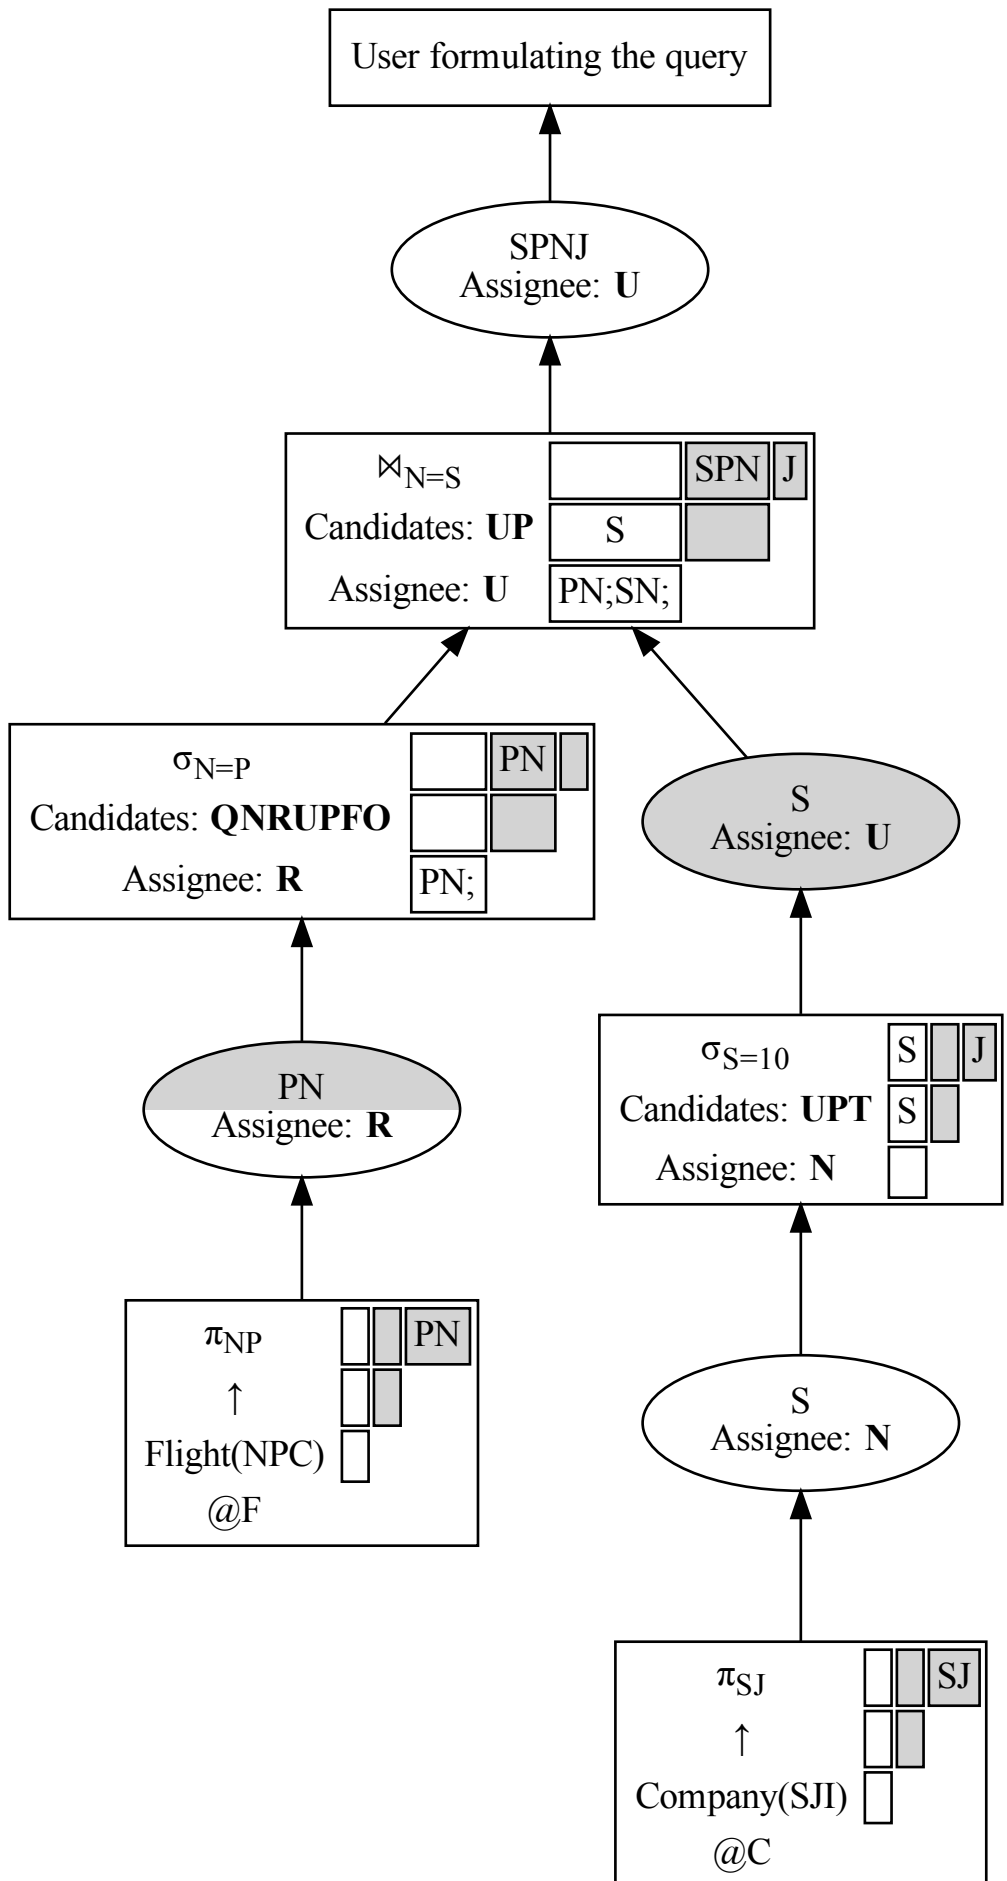 User formulating the query
SPNJ
Assignee: U
⋈N=S
SPN J
Candidates: UP
S
Assignee: U
PN;SN;
σN=P
PN
Candidates: QNRUPFO
Assignee: R
PN;
S
Assignee: U
PN
Assignee: R
σS=10
S J
Candidates: UPT
S
Assignee: N
πNP
PN
↑
Flight(NPC)
@F
S
Assignee: N
πSJ
SJ
↑
Company(SJI)
@C